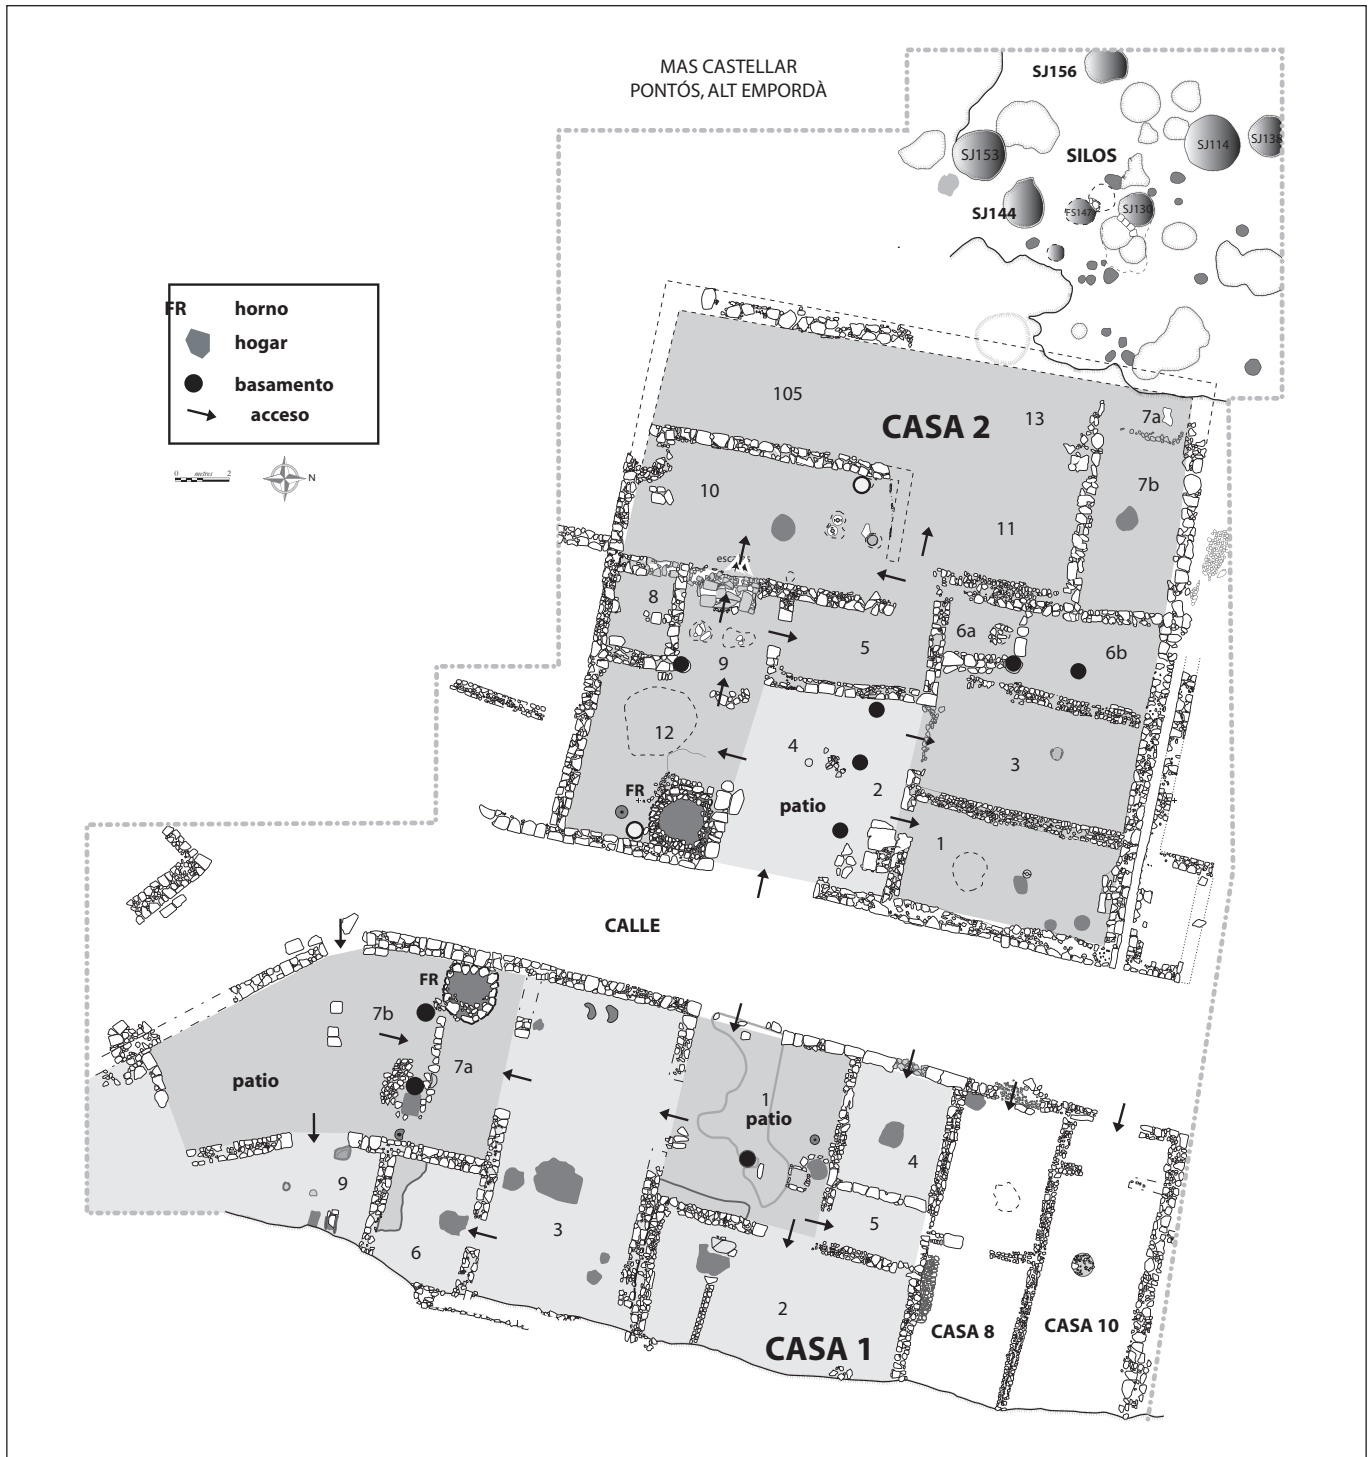 MAS CASTELLAR
PONTÓS, ALT EMPORDÀ
SJ156
SJ153
SILOS
SJ114
SJ138
SJ144
FS147
SJ130
FR horno
hogar
basamento
acceso
0 metres 2
N
105
CASA 2
13
7a
7b
10
11
escales
8
9
5
6a
6b
12
4
2
3
FR
patio
1
CALLE
FR
7b
7a
patio
1
patio
4
9
6
3
5
2
CASA 1
CASA 8
CASA 10